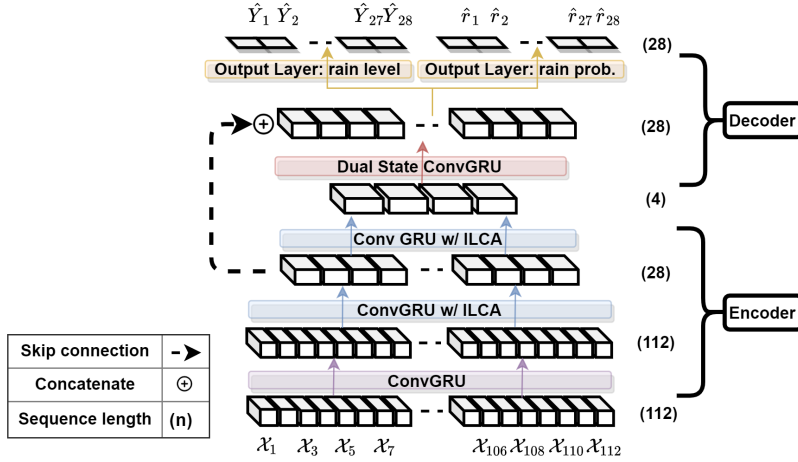 Ŷ₁ Ŷ₂ Ŷ₂₇Ŷ₂₈ r̂₁ r̂₂ r̂₂₇ r̂₂₈
(28)
Output Layer: rain level Output Layer: rain prob.
(28)
Decoder
Dual State ConvGRU
(4)
Conv GRU w/ ILCA
(28)
ConvGRU w/ ILCA
Encoder
(112)
ConvGRU
(112)
𝒳₁ 𝒳₃ 𝒳₅ 𝒳₇ 𝒳₁₀₆ 𝒳₁₀₈ 𝒳₁₁₀ 𝒳₁₁₂
Skip connection
Concatenate
Sequence length (n)